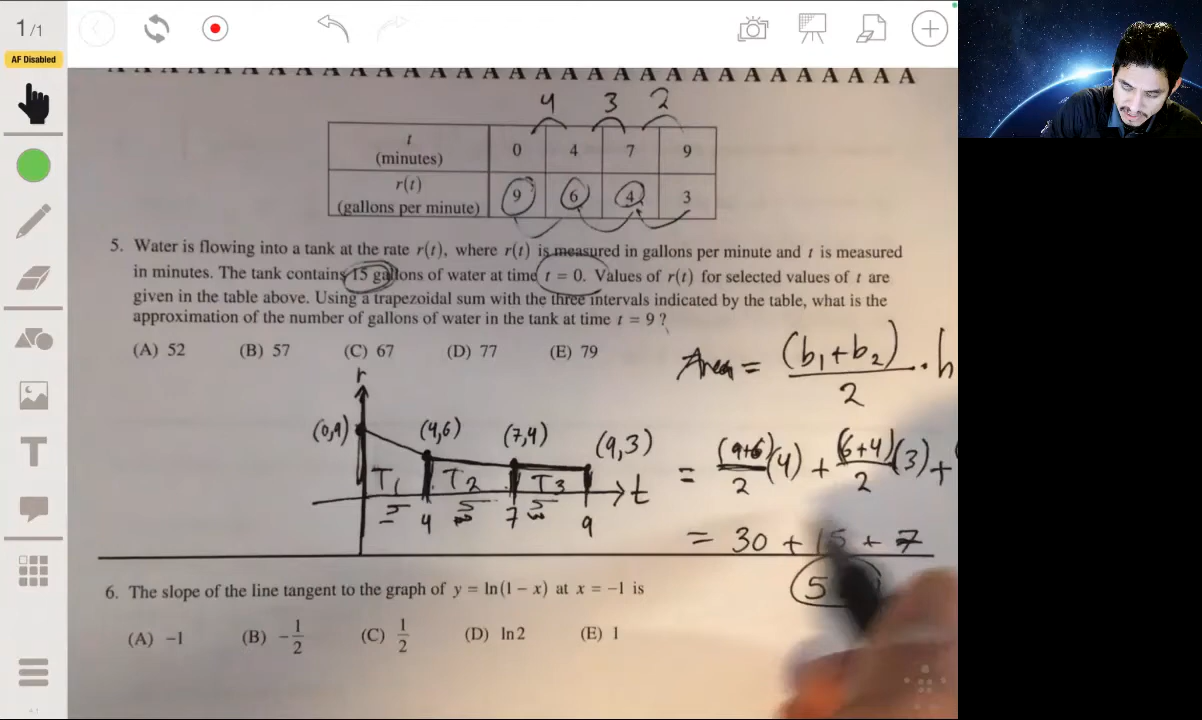 1/1
AF Disabled
A A A A A A A A A A A A A A A A A A A A A A A A A A A A A A A
4 3 2
t (minutes) 0 4 7 9
r(t) (gallons per minute) 9 6 4 3
5. Water is flowing into a tank at the rate r(t), where r(t) is measured in gallons per minute and t is measured
in minutes. The tank contains 15 gallons of water at time t = 0. Values of r(t) for selected values of t are
given in the table above. Using a trapezoidal sum with the three intervals indicated by the table, what is the
approximation of the number of gallons of water in the tank at time t = 9 ?
(A) 52 (B) 57 (C) 67 (D) 77 (E) 79
Area = (b1+b2)/2 · h
r
(0,9) (4,6) (7,4) (9,3)
T1 T2 T3 t
4 7 9
= (9+6)/2 (4) + (6+4)/2 (3) +
= 30 + 15 + 7
5
6. The slope of the line tangent to the graph of y = ln(1 − x) at x = −1 is
(A) −1 (B) −1/2 (C) 1/2 (D) ln 2 (E) 1
T